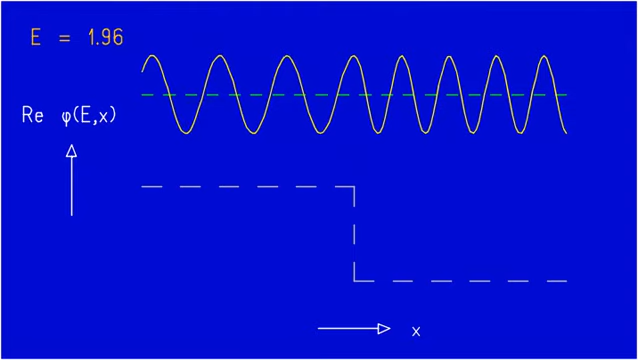 E = 1.96
Re φ(E,x)
x